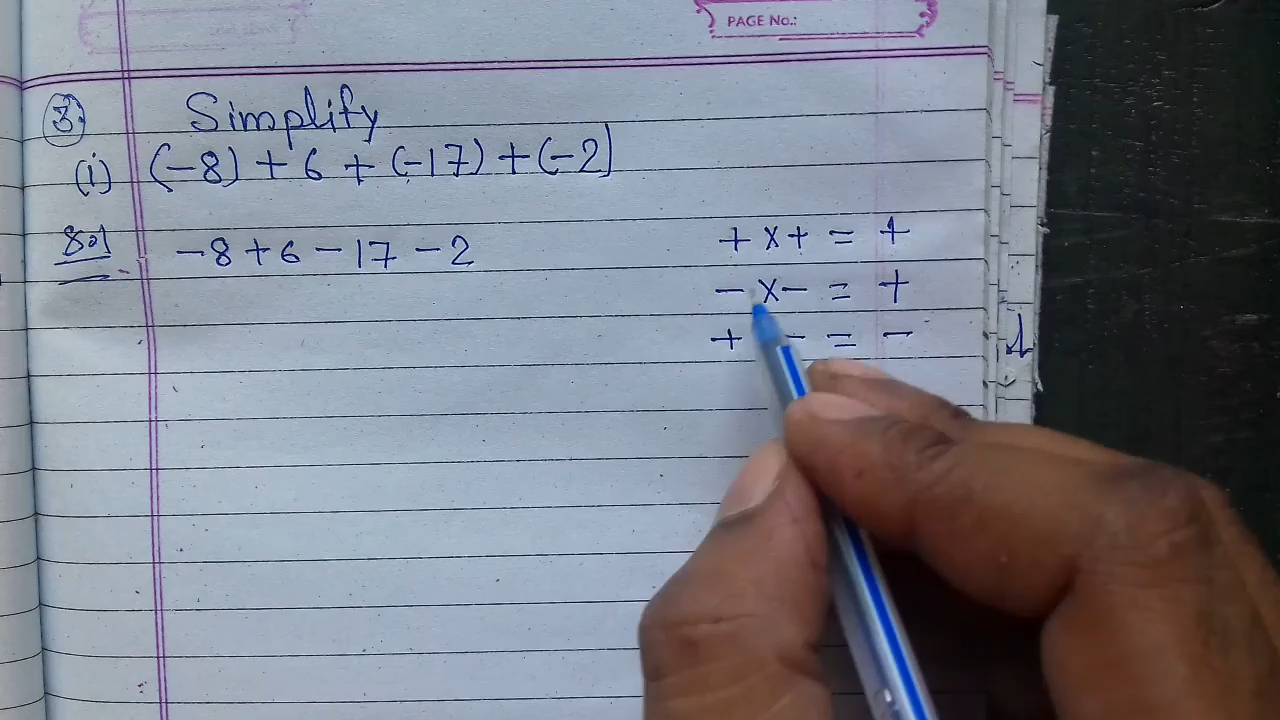 PAGE No.:
3. Simplify
(i) (-8) + 6 + (-17) + (-2)
Sol -8 + 6 - 17 - 2
+ x + = +
- x - = +
+ - = -